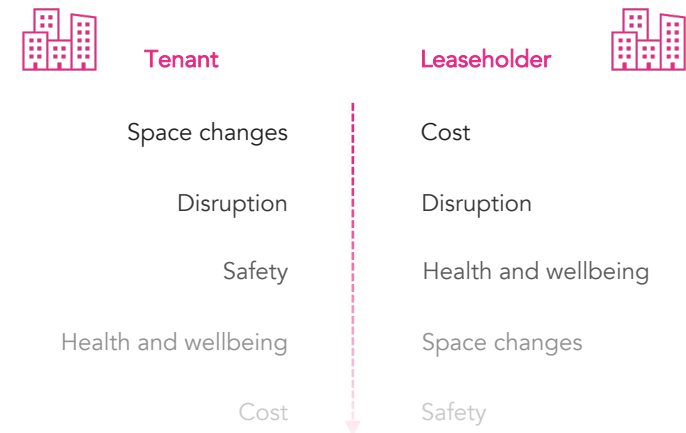 Tenant
Leaseholder
Space changes
Cost
Disruption
Disruption
Safety
Health and wellbeing
Health and wellbeing
Space changes
Cost
Safety